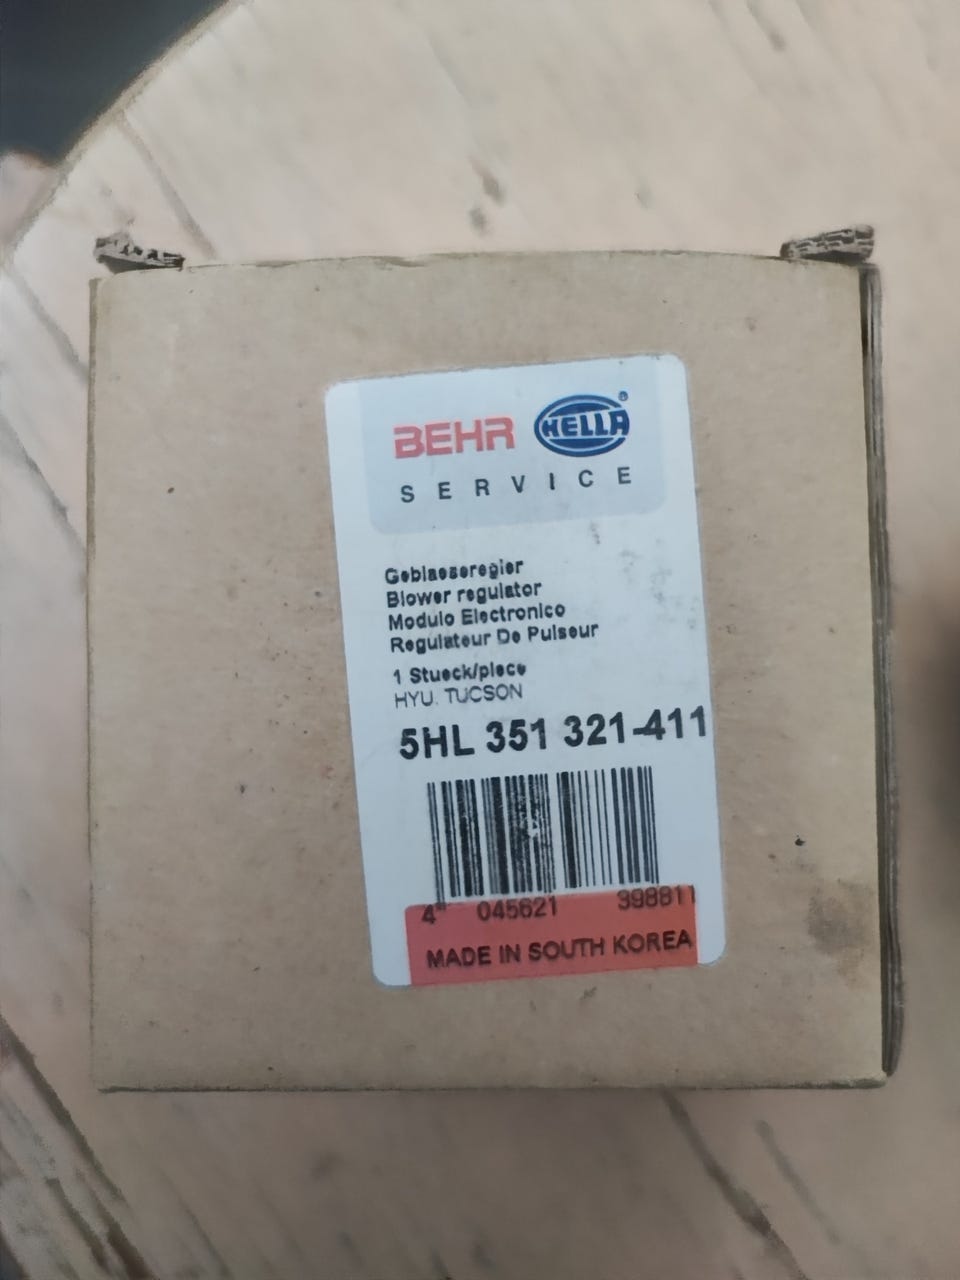 BEHR HELLA®
SERVICE
Geblaeseregler
Blower regulator
Modulo Electronico
Regulateur De Pulseur
1 Stueck/piece
HYU. TUCSON
5HL 351 321-411
4 045621 398811
MADE IN SOUTH KOREA